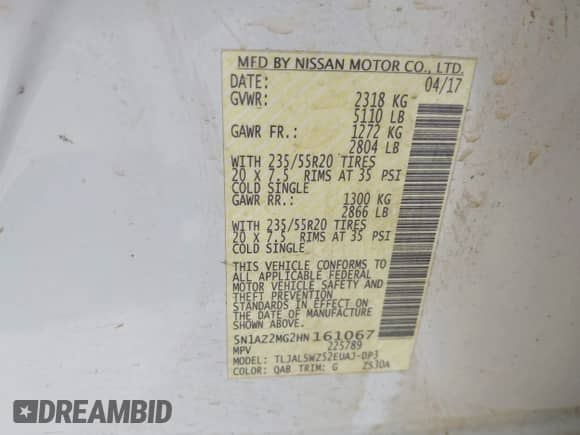 MFD BY NISSAN MOTOR CO., LTD.
DATE: 04/17
GVWR: 2318 KG
5110 LB
GAWR FR.: 1272 KG
2804 LB
WITH 235/55R20 TIRES
20 X 7.5 RIMS AT 35 PSI
COLD SINGLE
GAWR RR.: 1300 KG
2866 LB
WITH 235/55R20 TIRES
20 X 7.5 RIMS AT 35 PSI
COLD SINGLE
THIS VEHICLE CONFORMS TO
ALL APPLICABLE FEDERAL
MOTOR VEHICLE SAFETY AND
THEFT PREVENTION
STANDARDS IN EFFECT ON
THE DATE OF MANUFACTURE
SHOWN ABOVE.
5N1AZ2MG2HN161067
MPV 225789
MODEL: TLJALSWZ52EUAJ-DP3
COLOR: QAB TRIM: G ZS3DA
DREAMBID